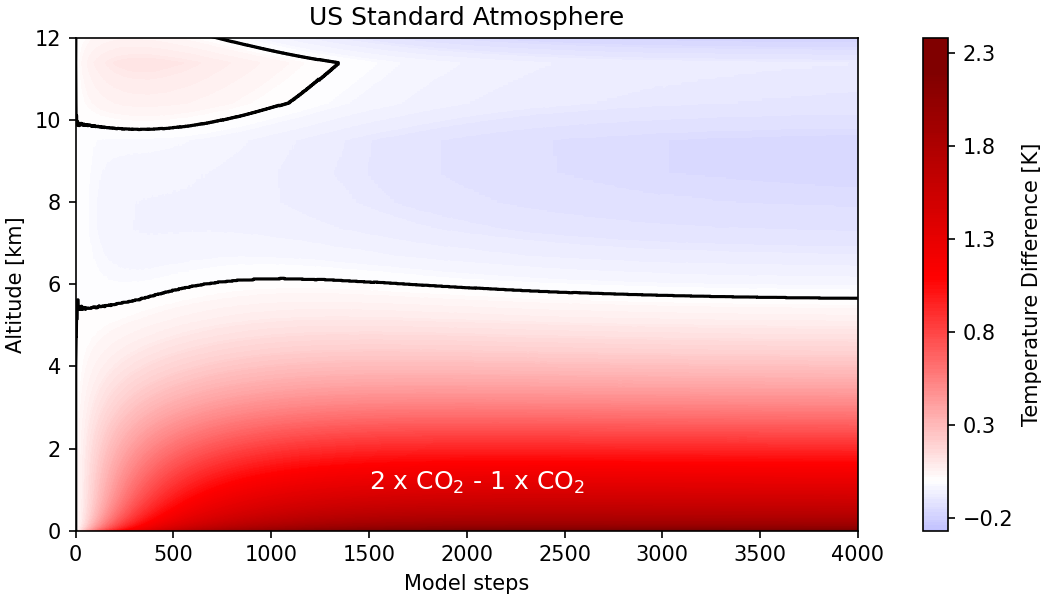 US Standard Atmosphere
12
10
8
6
4
2
0
Altitude [km]
2 x CO₂ - 1 x CO₂
0 500 1000 1500 2000 2500 3000 3500 4000
Model steps
2.3
1.8
1.3
0.8
0.3
−0.2
Temperature Difference [K]